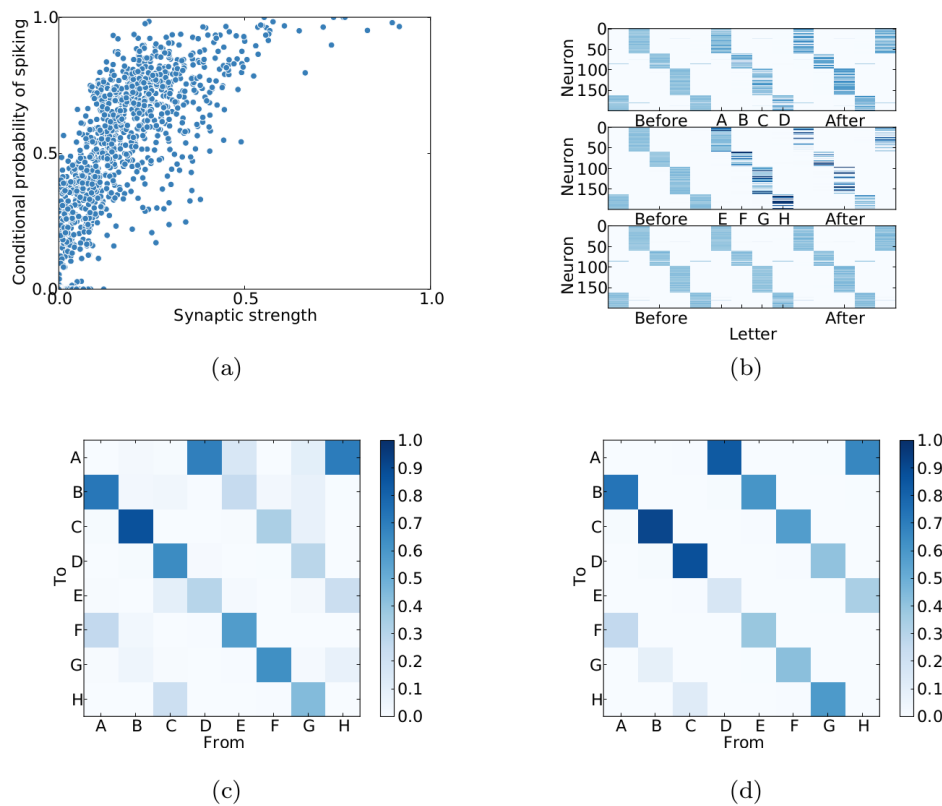 Conditional probability of spiking
1.0
0.5
0.0
0.0 0.5 1.0
Synaptic strength
(a)
Neuron
0
50
100
150
Before A B C D After
Neuron
0
50
100
150
Before E F G H After
Neuron
0
50
100
150
Before After
Letter
(b)
To
A
B
C
D
E
F
G
H
A B C D E F G H
From
1.0
0.9
0.8
0.7
0.6
0.5
0.4
0.3
0.2
0.1
0.0
(c)
To
A
B
C
D
E
F
G
H
A B C D E F G H
From
1.0
0.9
0.8
0.7
0.6
0.5
0.4
0.3
0.2
0.1
0.0
(d)